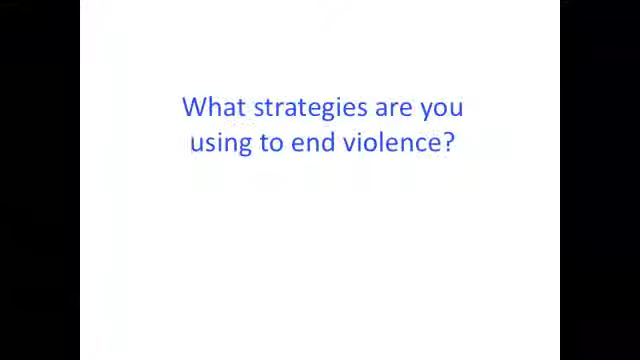 What strategies are you
using to end violence?